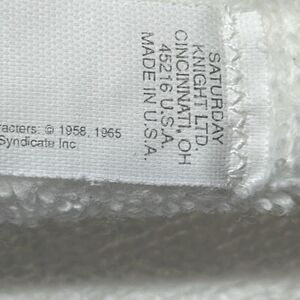 SATURDAY
KNIGHT LTD.
CINCINNATI, OH
45216 U.S.A.
MADE IN U.S.A.
racters: © 1958, 1965
Syndicate Inc.